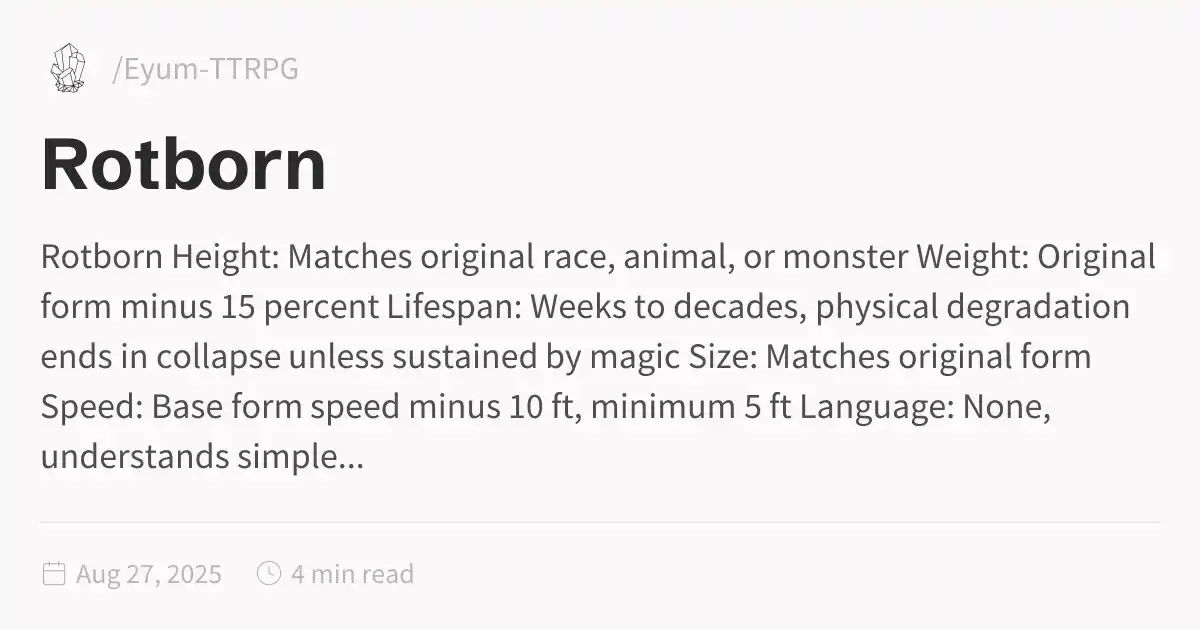 /Eyum-TTRPG
Rotborn
Rotborn Height: Matches original race, animal, or monster Weight: Original
form minus 15 percent Lifespan: Weeks to decades, physical degradation
ends in collapse unless sustained by magic Size: Matches original form
Speed: Base form speed minus 10 ft, minimum 5 ft Language: None,
understands simple...
Aug 27, 2025 4 min read